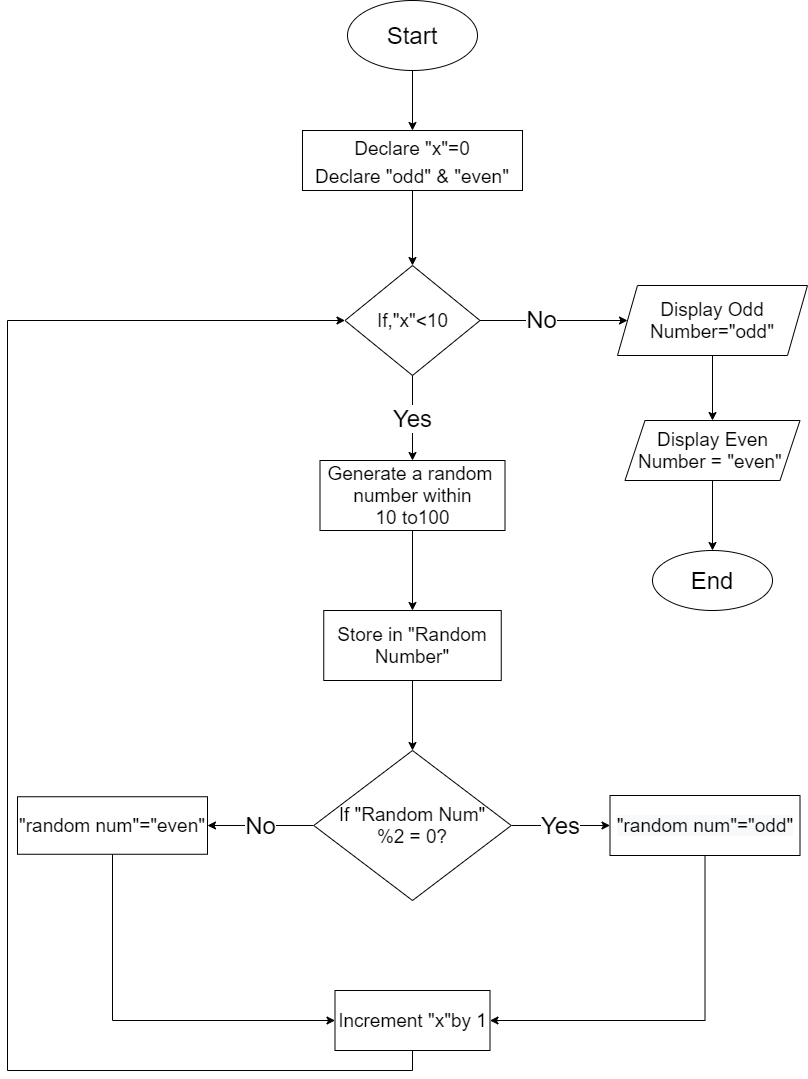 Start
Declare "x"=0
Declare "odd" & "even"
If,"x"<10
No
Display Odd
Number="odd"
Yes
Display Even
Number = "even"
Generate a random
number within
10 to100
End
Store in "Random
Number"
If "Random Num"
%2 = 0?
No
Yes
"random num"="even"
"random num"="odd"
Increment "x"by 1